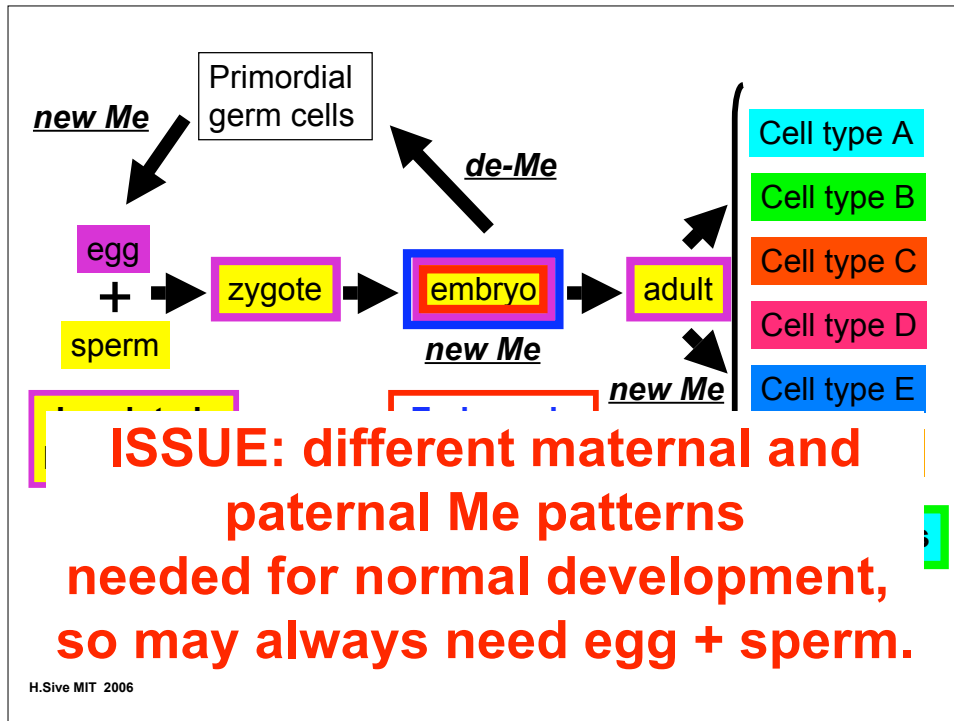 Primordial
germ cells
new Me
de-Me
Cell type A
Cell type B
Cell type C
Cell type D
Cell type E
egg
+
sperm
zygote
embryo
adult
new Me
new Me
ISSUE: different maternal and
paternal Me patterns
needed for normal development,
so may always need egg + sperm.
H.Sive MIT 2006